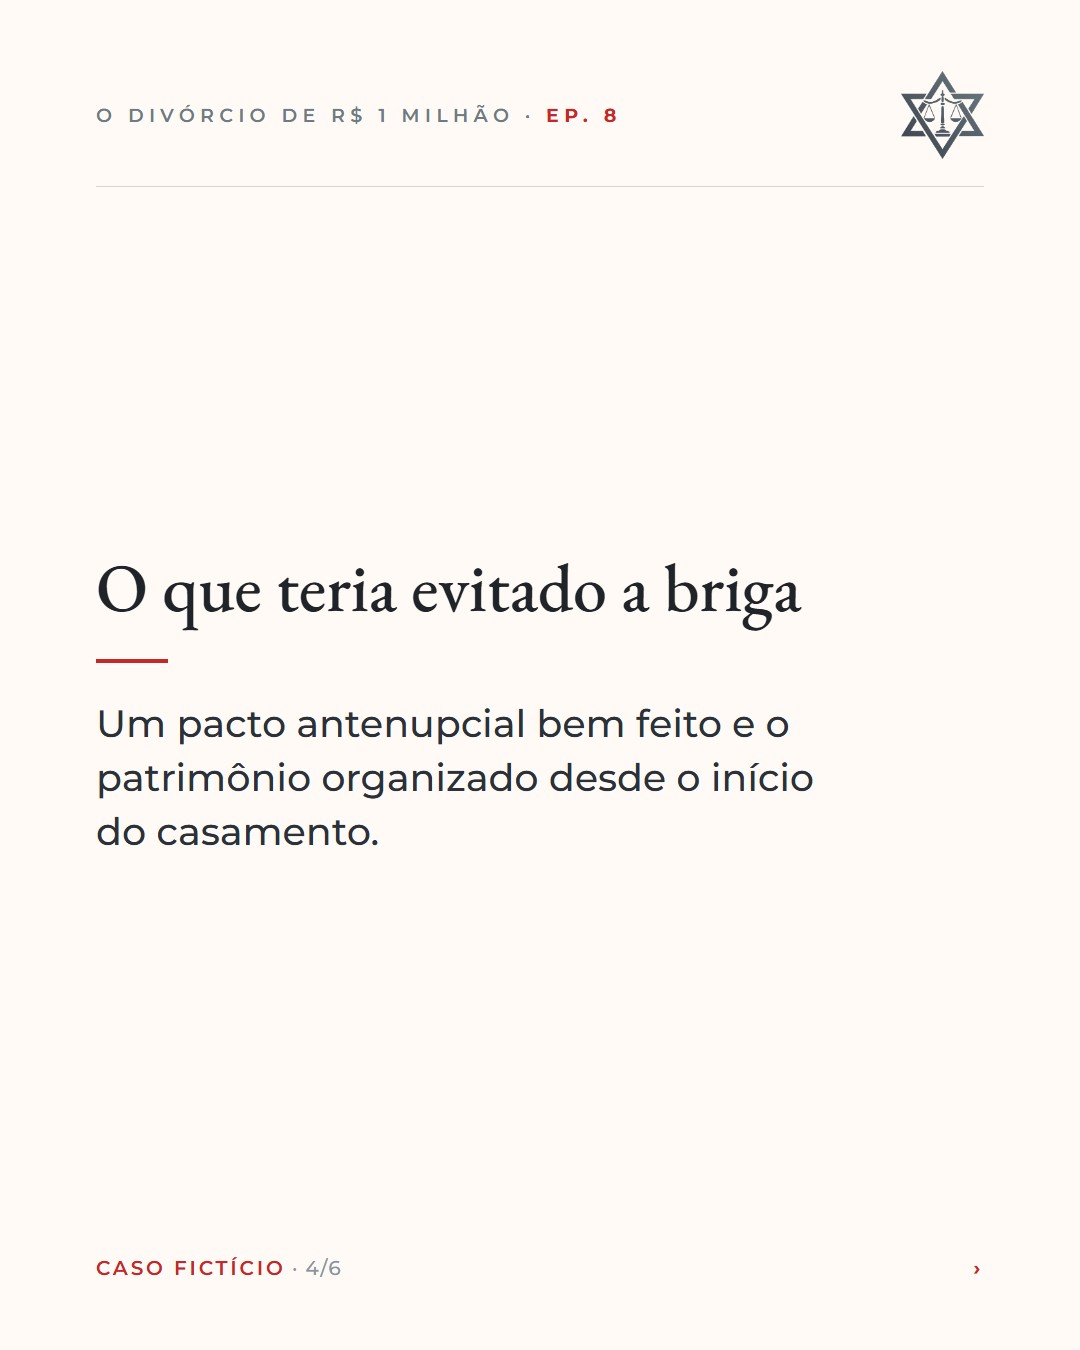 O DIVÓRCIO DE R$ 1 MILHÃO · EP. 8
O que teria evitado a briga
Um pacto antenupcial bem feito e o
patrimônio organizado desde o início
do casamento.
CASO FICTÍCIO · 4/6 ›